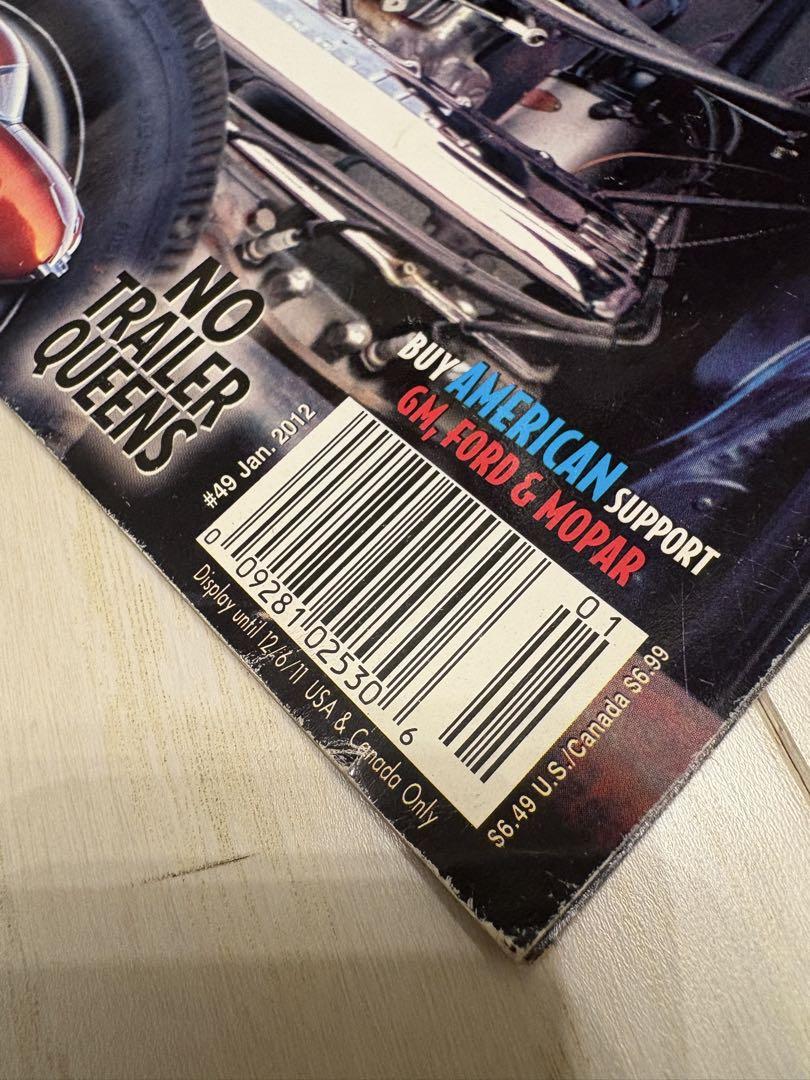 NO
TRAILER
QUEENS
BUY AMERICAN SUPPORT
GM, FORD & MOPAR
#49 Jan. 2012
01
0 09281 02530 6
Display until 12/6/11 USA & Canada Only
$6.49 U.S./Canada $6.99